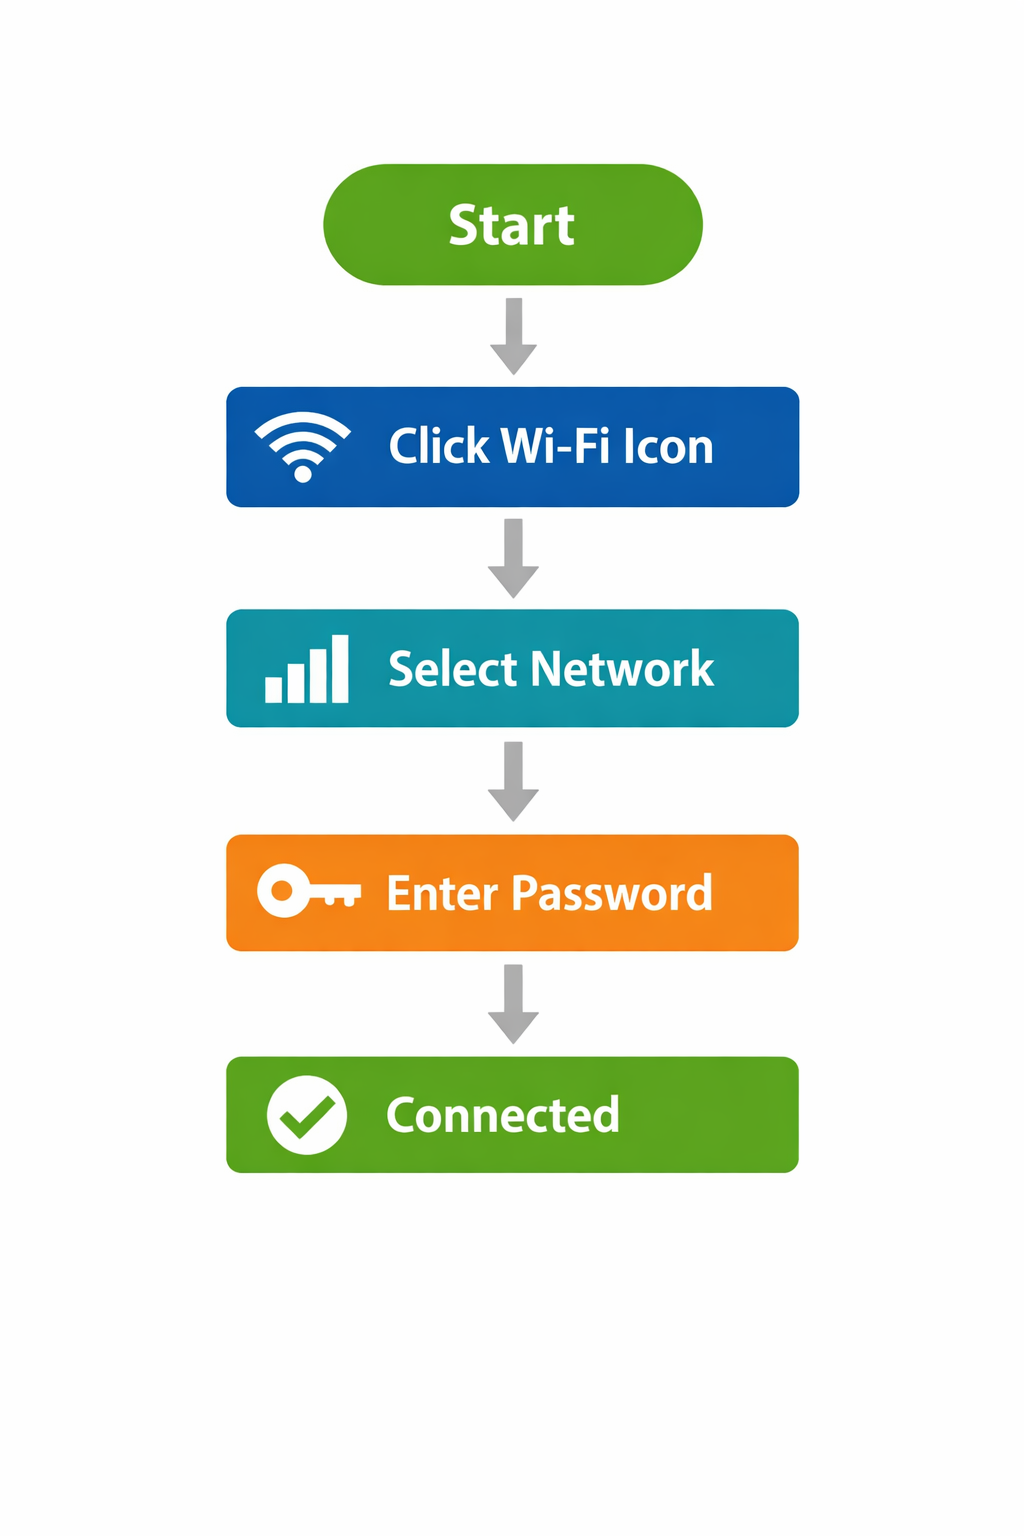 Start
Click Wi-Fi Icon
Select Network
Enter Password
Connected